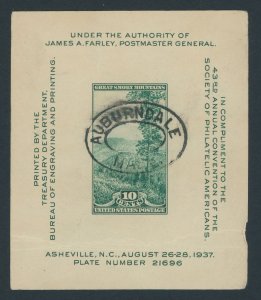 UNDER THE AUTHORITY OF
JAMES A. FARLEY, POSTMASTER GENERAL.
PRINTED BY THE
TREASURY DEPARTMENT,
BUREAU OF ENGRAVING AND PRINTING.
IN COMPLIMENT TO THE
43RD ANNUAL CONVENTION OF THE
SOCIETY OF PHILATELIC AMERICANS.
GREAT SMOKY MOUNTAINS
AUBURNDALE
10
CENTS
UNITED STATES POSTAGE
ASHEVILLE, N.C., AUGUST 26-28, 1937.
PLATE NUMBER 21696